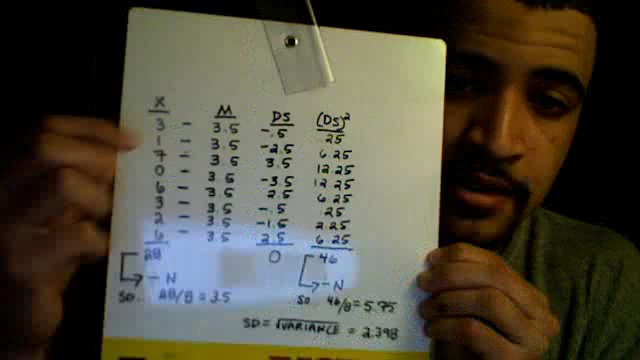 X M DS (DS)²
3 - 3.5 -.5 .25
1 - 3.5 -2.5 6.25
7 - 3.5 3.5 12.25
0 - 3.5 -3.5 12.25
6 - 3.5 2.5 6.25
3 - 3.5 -.5 .25
2 - 3.5 -1.5 2.25
6 - 3.5 2.5 6.25
28 0 46
÷ N ÷ N
SO 28/8 = 3.5 SO 46/8 = 5.75
SD = √VARIANCE = 2.398